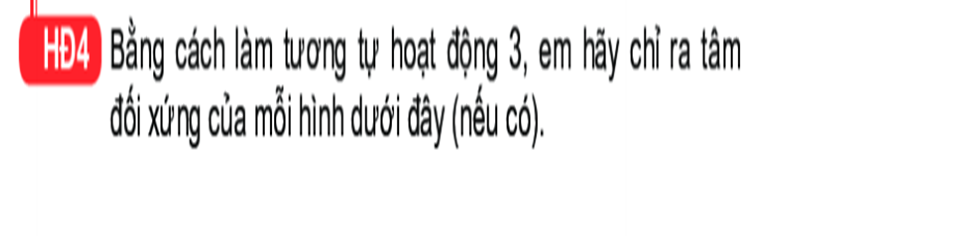 HĐ4 Bằng cách làm tương tự hoạt động 3, em hãy chỉ ra tâm
đối xứng của mỗi hình dưới đây (nếu có).